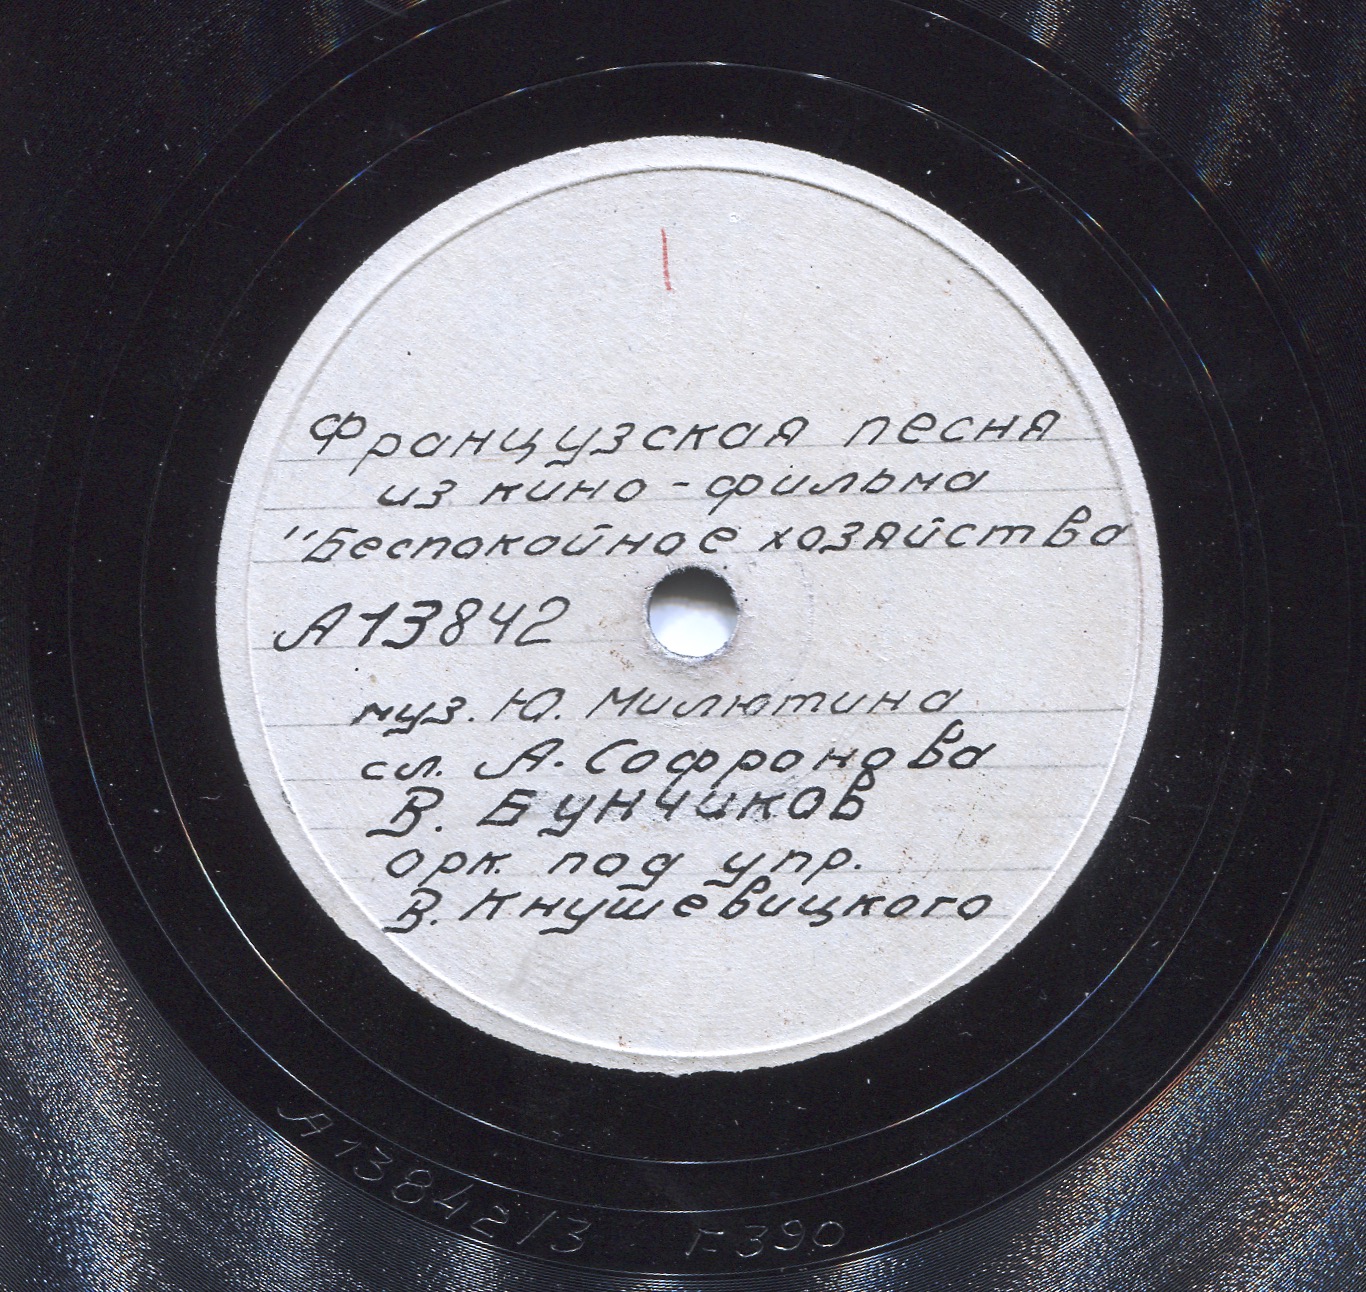 Французская песня
из кино-фильма
"Беспокойное хозяйства
А13842
муз. Ю. Милютина
сл. А. Софронова
В. Бунчиков
орк. под упр.
В. Кнушевицкого
А13842/3 Г390